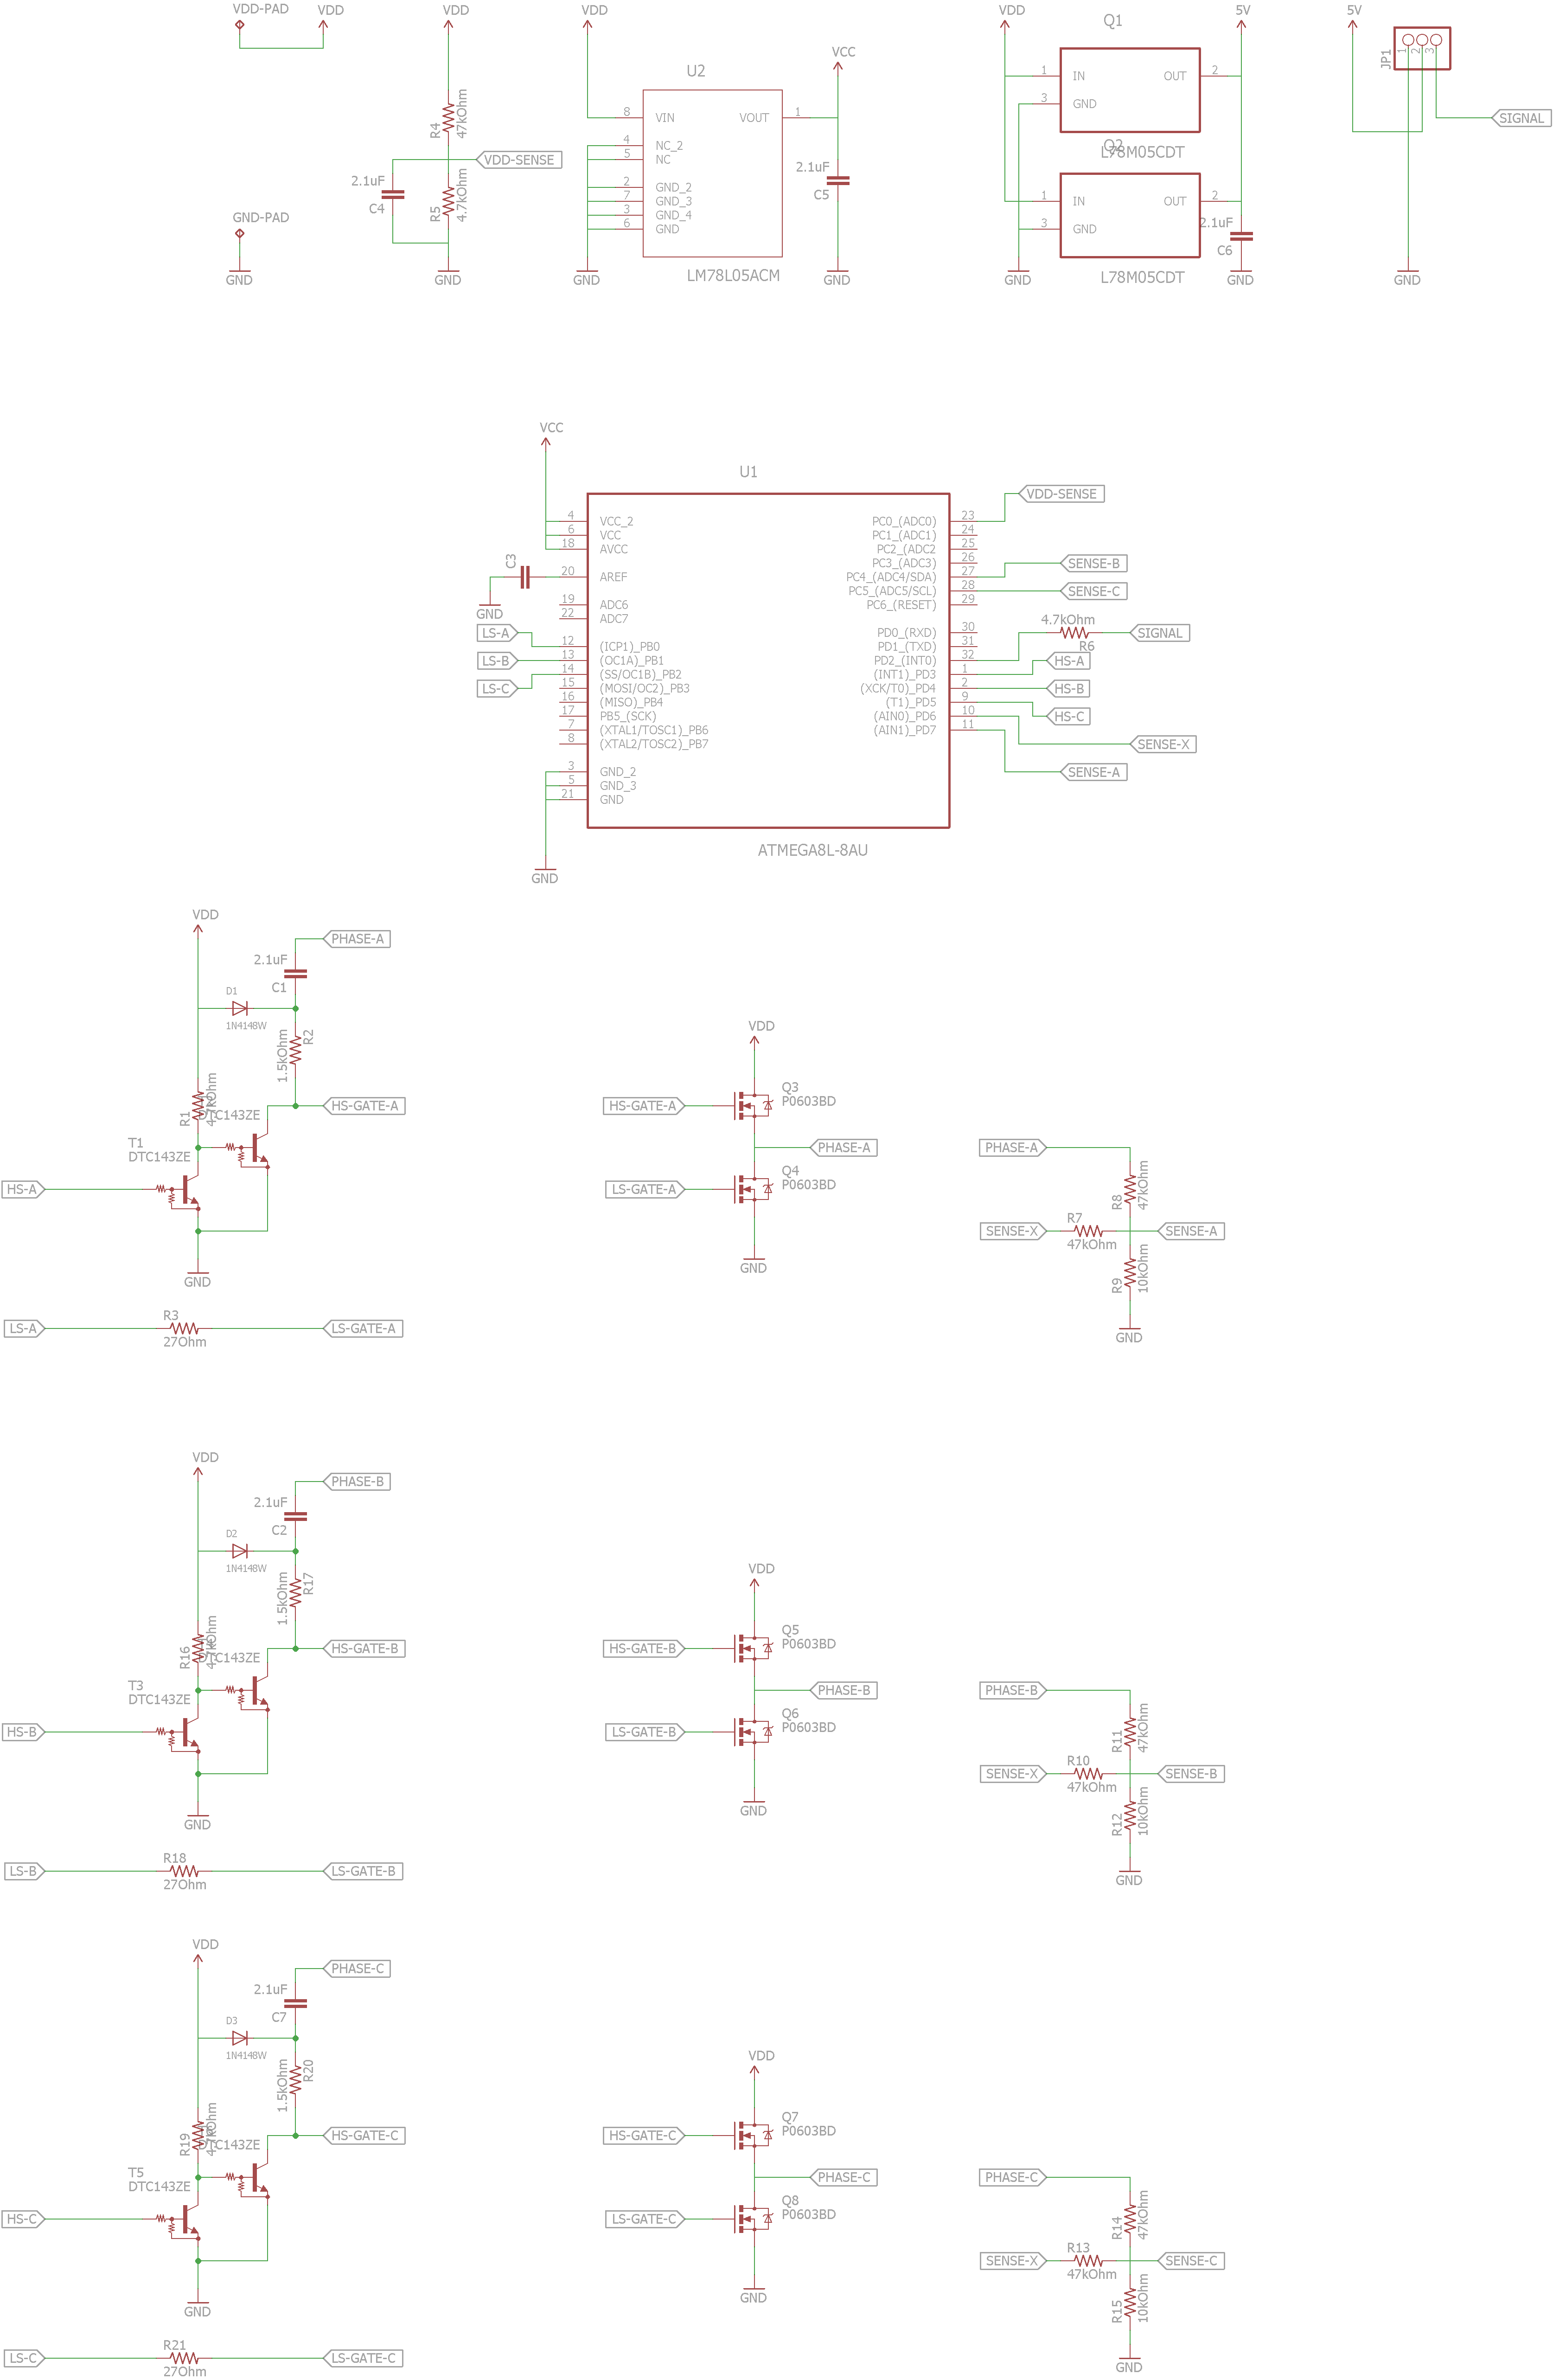 VDD-PAD
VDD
GND-PAD
GND
VDD
R4
47kOhm
VDD-SENSE
2.1uF
C4
R5
4.7kOhm
GND
VDD
U2
8
VIN
VOUT
1
4
NC_2
5
NC
2
GND_2
7
GND_3
3
GND_4
6
GND
LM78L05ACM
GND
VCC
2.1uF
C5
GND
VDD
Q1
1
IN
OUT
2
3
GND
L78M05CDT
Q2
1
IN
OUT
2
3
GND
L78M05CDT
GND
5V
2.1uF
C6
GND
5V
JP1
1
2
3
SIGNAL
GND
VCC
U1
4
VCC_2
6
VCC
18
AVCC
C3
20
AREF
GND
19
ADC6
22
ADC7
LS-A
12
(ICP1)_PB0
LS-B
13
(OC1A)_PB1
LS-C
14
(SS/OC1B)_PB2
15
(MOSI/OC2)_PB3
16
(MISO)_PB4
17
PB5_(SCK)
7
(XTAL1/TOSC1)_PB6
8
(XTAL2/TOSC2)_PB7
3
GND_2
5
GND_3
21
GND
GND
PC0_(ADC0)
23
VDD-SENSE
PC1_(ADC1)
24
PC2_(ADC2
25
PC3_(ADC3)
26
PC4_(ADC4/SDA)
27
SENSE-B
PC5_(ADC5/SCL)
28
SENSE-C
PC6_(RESET)
29
PD0_(RXD)
30
4.7kOhm
R6
SIGNAL
PD1_(TXD)
31
PD2_(INT0)
32
(INT1)_PD3
1
HS-A
(XCK/T0)_PD4
2
HS-B
(T1)_PD5
9
HS-C
(AIN0)_PD6
10
SENSE-X
(AIN1)_PD7
11
SENSE-A
ATMEGA8L-8AU
VDD
PHASE-A
2.1uF
C1
D1
1N4148W
R2
1.5kOhm
R1
4.7kOhm
DTC143ZE
HS-GATE-A
T1
DTC143ZE
HS-A
GND
R3
LS-A
LS-GATE-A
27Ohm
VDD
Q3
P0603BD
HS-GATE-A
PHASE-A
Q4
P0603BD
LS-GATE-A
GND
PHASE-A
R8
47kOhm
R7
SENSE-X
SENSE-A
47kOhm
R9
10kOhm
GND
VDD
PHASE-B
2.1uF
C2
D2
1N4148W
R17
1.5kOhm
R16
4.7kOhm
DTC143ZE
HS-GATE-B
T3
DTC143ZE
HS-B
GND
R18
LS-B
LS-GATE-B
27Ohm
VDD
Q5
P0603BD
HS-GATE-B
PHASE-B
Q6
P0603BD
LS-GATE-B
GND
PHASE-B
R11
47kOhm
R10
SENSE-X
SENSE-B
47kOhm
R12
10kOhm
GND
VDD
PHASE-C
2.1uF
C7
D3
1N4148W
R20
1.5kOhm
R19
4.7kOhm
DTC143ZE
HS-GATE-C
T5
DTC143ZE
HS-C
GND
R21
LS-C
LS-GATE-C
27Ohm
VDD
Q7
P0603BD
HS-GATE-C
PHASE-C
Q8
P0603BD
LS-GATE-C
GND
PHASE-C
R14
47kOhm
R13
SENSE-X
SENSE-C
47kOhm
R15
10kOhm
GND